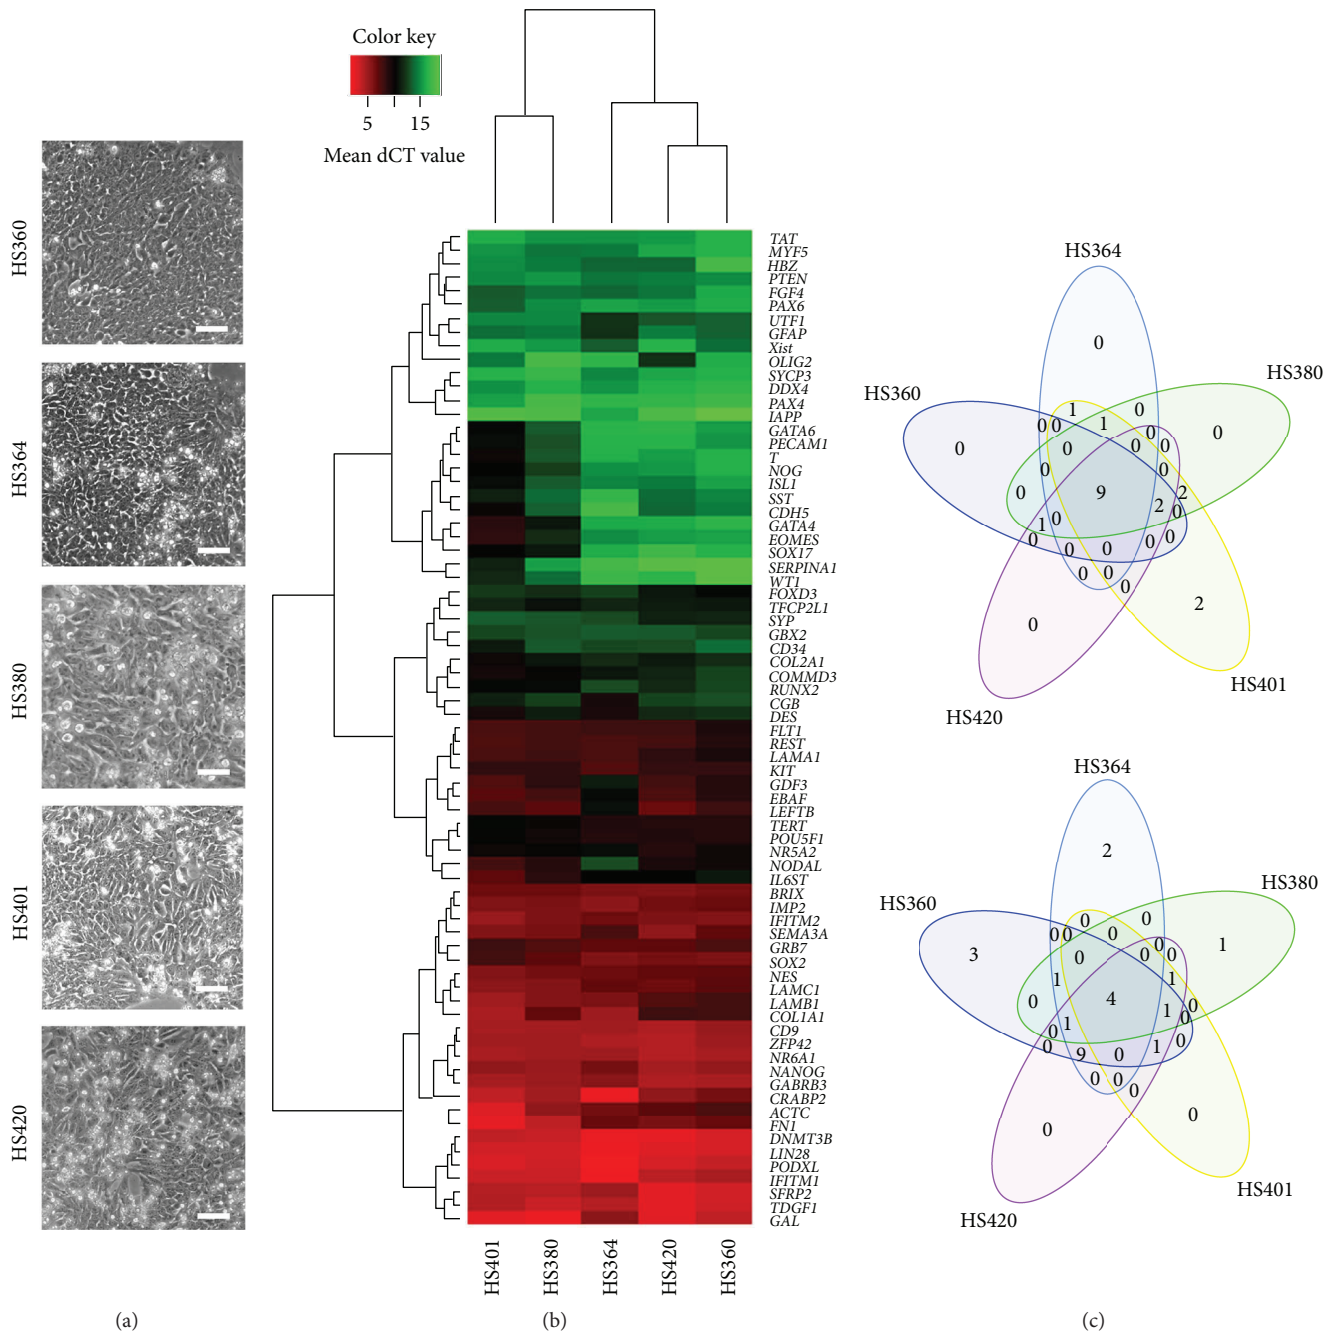 Color key
5 15
Mean dCT value
HS360
HS364
HS380
HS401
HS420
(a)
TAT
MYF5
HBZ
PTEN
FGF4
PAX6
UTF1
GFAP
Xist
OLIG2
SYCP3
DDX4
PAX4
IAPP
GATA6
PECAM1
T
NOG
ISL1
SST
CDH5
GATA4
EOMES
SOX17
SERPINA1
WT1
FOXD3
TFCP2L1
SYP
GBX2
CD34
COL2A1
COMMD3
RUNX2
CGB
DES
FLT1
REST
LAMA1
KIT
GDF3
EBAF
LEFTB
TERT
POU5F1
NR5A2
NODAL
IL6ST
BRIX
IMP2
IFITM2
SEMA3A
GRB7
SOX2
NES
LAMC1
LAMB1
COL1A1
CD9
ZFP42
NR6A1
NANOG
GABRB3
CRABP2
ACTC
FN1
DNMT3B
LIN28
PODXL
IFITM1
SFRP2
TDGF1
GAL
HS401
HS380
HS364
HS420
HS360
(b)
HS364
0
HS380
HS360
1 0
0 0 1 0 0
0 0 0 0 0
0 0
0 9 2
2 0
1 0
0 0 0 0 0 0
0 0 0
2
0
HS401
HS420
HS364
2
HS380
HS360
0 0
0 0 0 0 1
3 0 0 0
1 1
0 4 1 0
1 0
0 0
0 9 0 1
0 0 0
0
0
HS401
HS420
(c)